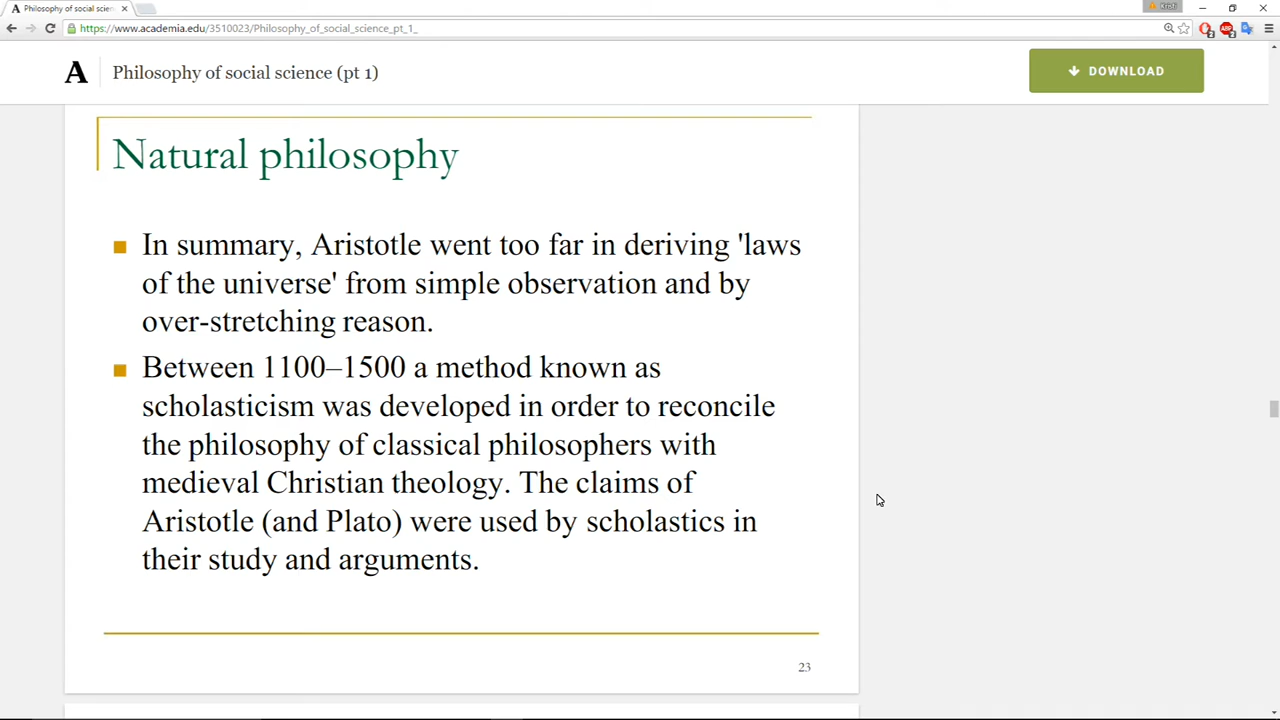 Philosophy of social scien
https://www.academia.edu/3510023/Philosophy_of_social_science_pt_1_
A Philosophy of social science (pt 1)
DOWNLOAD
Natural philosophy
In summary, Aristotle went too far in deriving 'laws
of the universe' from simple observation and by
over-stretching reason.
Between 1100–1500 a method known as
scholasticism was developed in order to reconcile
the philosophy of classical philosophers with
medieval Christian theology. The claims of
Aristotle (and Plato) were used by scholastics in
their study and arguments.
23